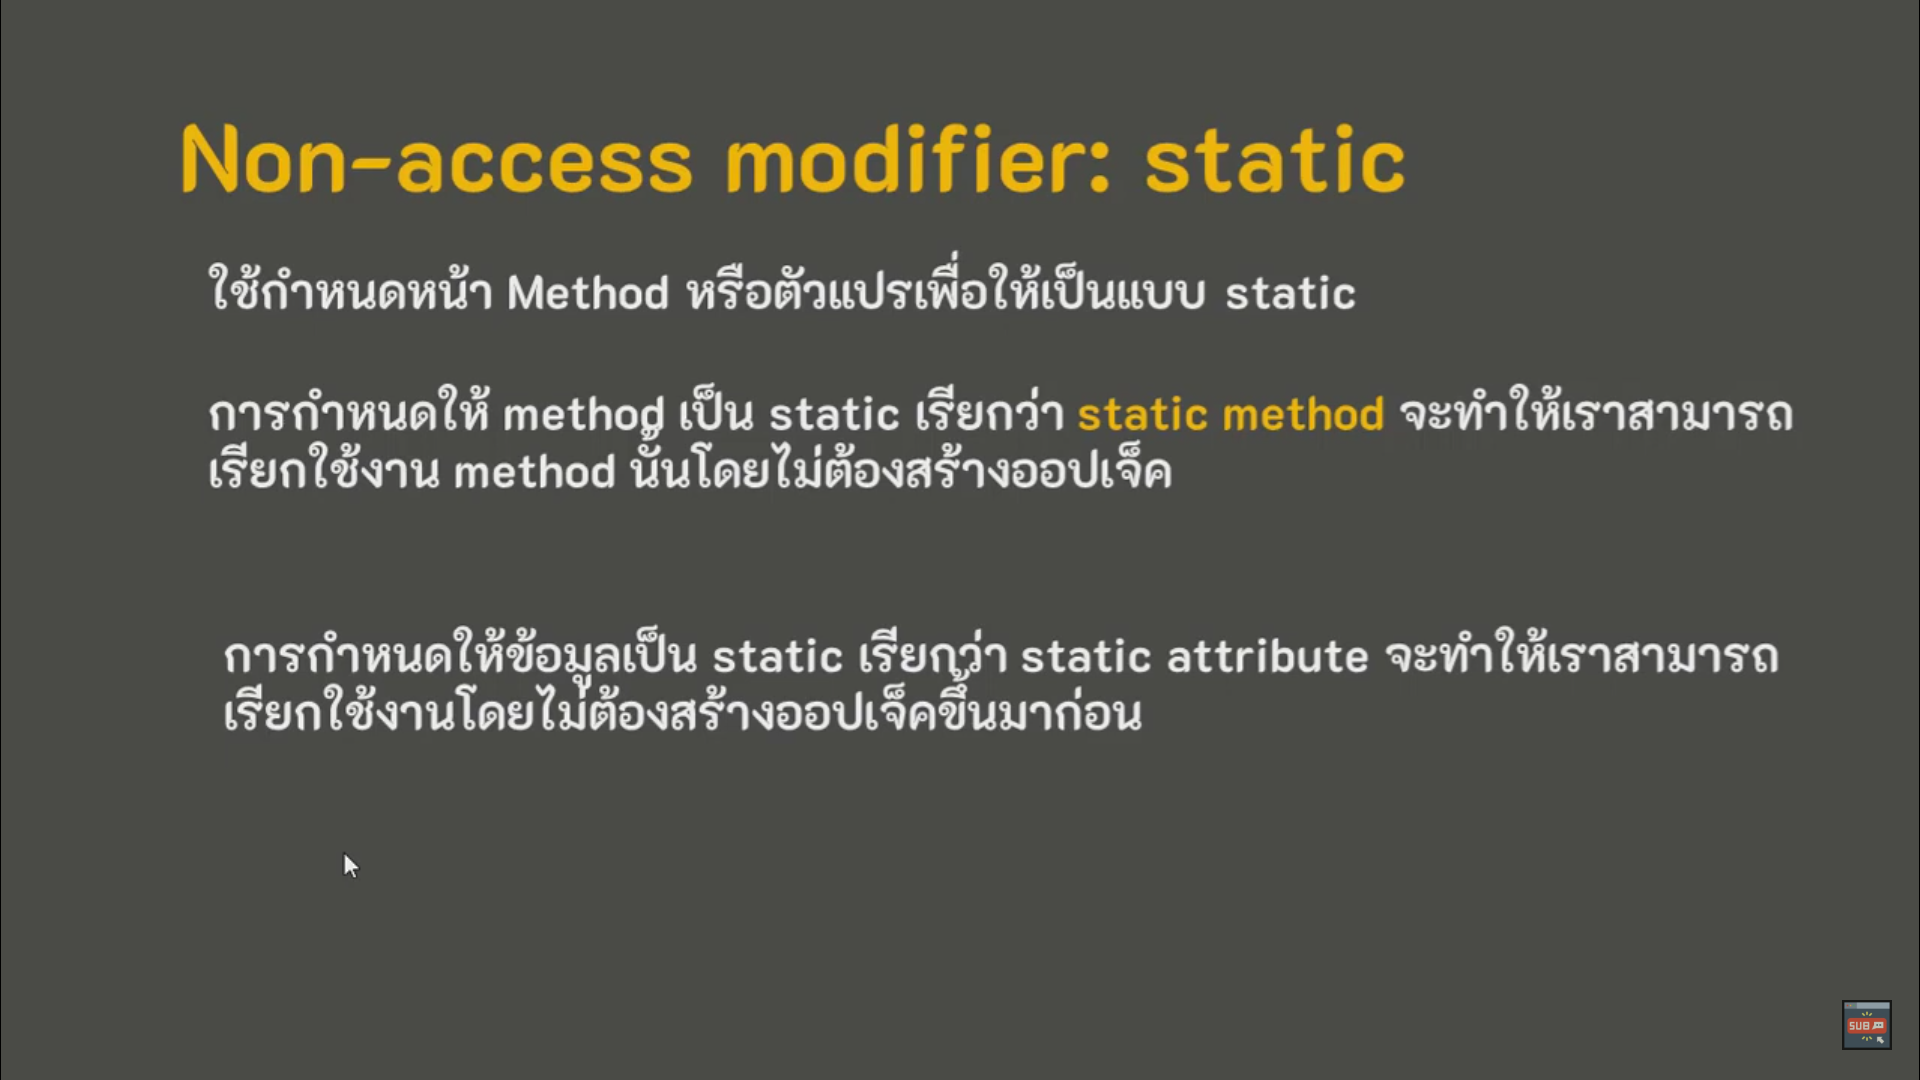 Non-access modifier: static
ใช้กำหนดหน้า Method หรือตัวแปรเพื่อให้เป็นแบบ static
การกำหนดให้ method เป็น static เรียกว่า static method จะทำให้เราสามารถ
เรียกใช้งาน method นั้นโดยไม่ต้องสร้างออปเจ็ค
การกำหนดให้ข้อมูลเป็น static เรียกว่า static attribute จะทำให้เราสามารถ
เรียกใช้งานโดยไม่ต้องสร้างออปเจ็คขึ้นมาก่อน
SUB